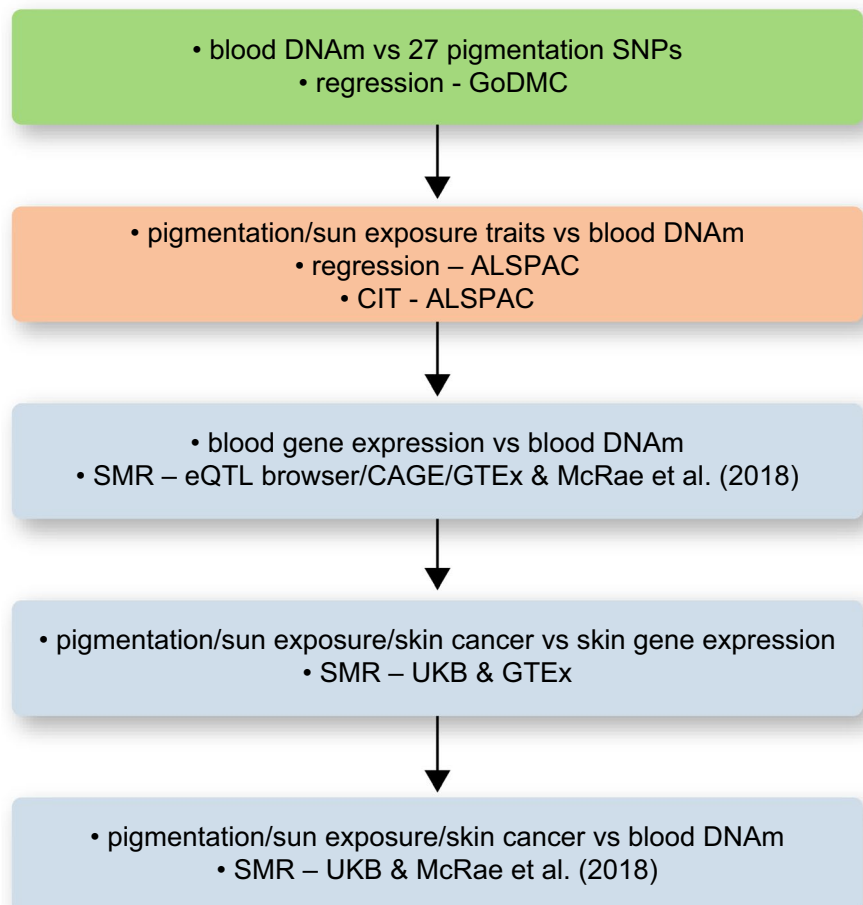 • blood DNAm vs 27 pigmentation SNPs
• regression - GoDMC
• pigmentation/sun exposure traits vs blood DNAm
• regression – ALSPAC
• CIT - ALSPAC
• blood gene expression vs blood DNAm
• SMR – eQTL browser/CAGE/GTEx & McRae et al. (2018)
• pigmentation/sun exposure/skin cancer vs skin gene expression
• SMR – UKB & GTEx
• pigmentation/sun exposure/skin cancer vs blood DNAm
• SMR – UKB & McRae et al. (2018)